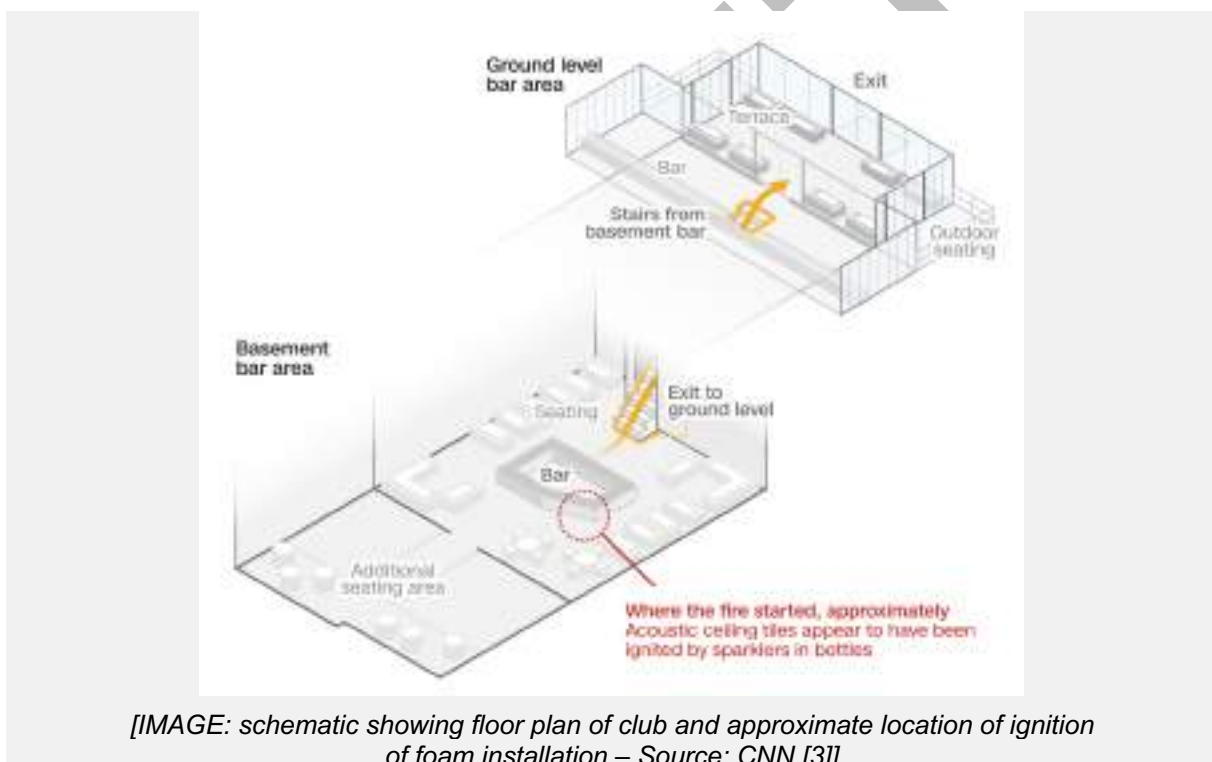 Ground level
bar area
Exit
Terrace
Bar
Stairs from
basement bar
Outdoor
seating
Basement
bar area
Exit to
ground level
Seating
Bar
Additional
seating area
Where the fire started, approximately
Acoustic ceiling tiles appear to have been
ignited by sparklers in bottles
[IMAGE: schematic showing floor plan of club and approximate location of ignition
of foam installation – Source: CNN [3]]